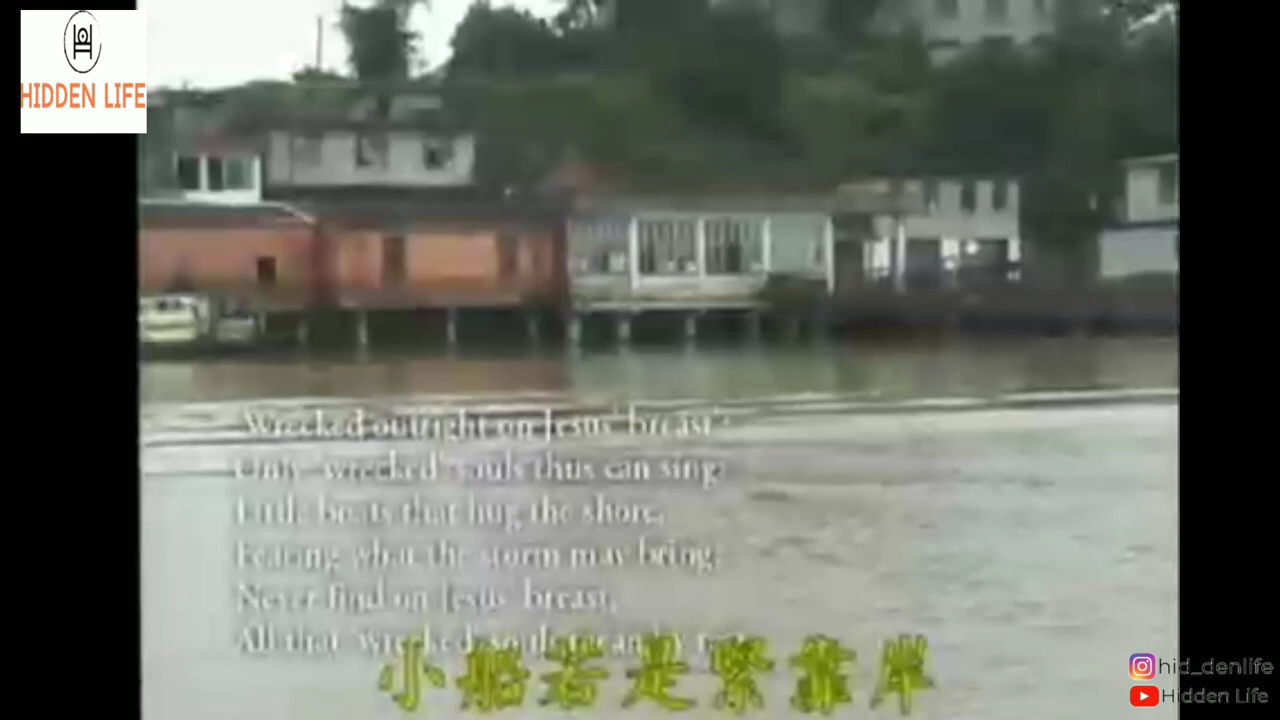 HIDDEN LIFE
"Wrecked outright on Jesus' breast":
Only "wrecked" souls thus can sing;
Little boats that hug the shore,
Fearing what the storm may bring,
Never find on Jesus' breast,
All that "wrecked" souls
小船若是緊靠岸
hid_denlife
Hidden Life